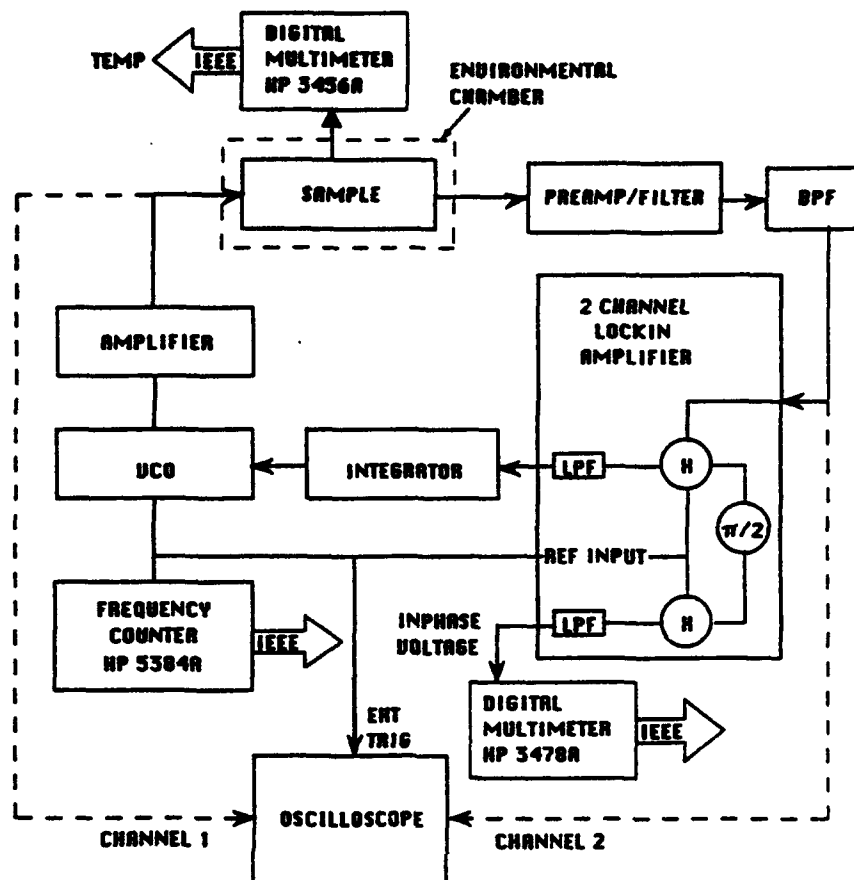 DIGITAL
MULTIMETER
HP 3456A
TEMP
IEEE
ENVIRONMENTAL
CHAMBER
SAMPLE
PREAMP/FILTER
BPF
2 CHANNEL
LOCKIN
AMPLIFIER
AMPLIFIER
VCO
INTEGRATOR
LPF
X
π/2
REF INPUT
FREQUENCY
COUNTER
HP 5384A
IEEE
INPHASE
VOLTAGE
LPF
X
EXT
TRIG
DIGITAL
MULTIMETER
HP 3478A
IEEE
OSCILLOSCOPE
CHANNEL 1
CHANNEL 2